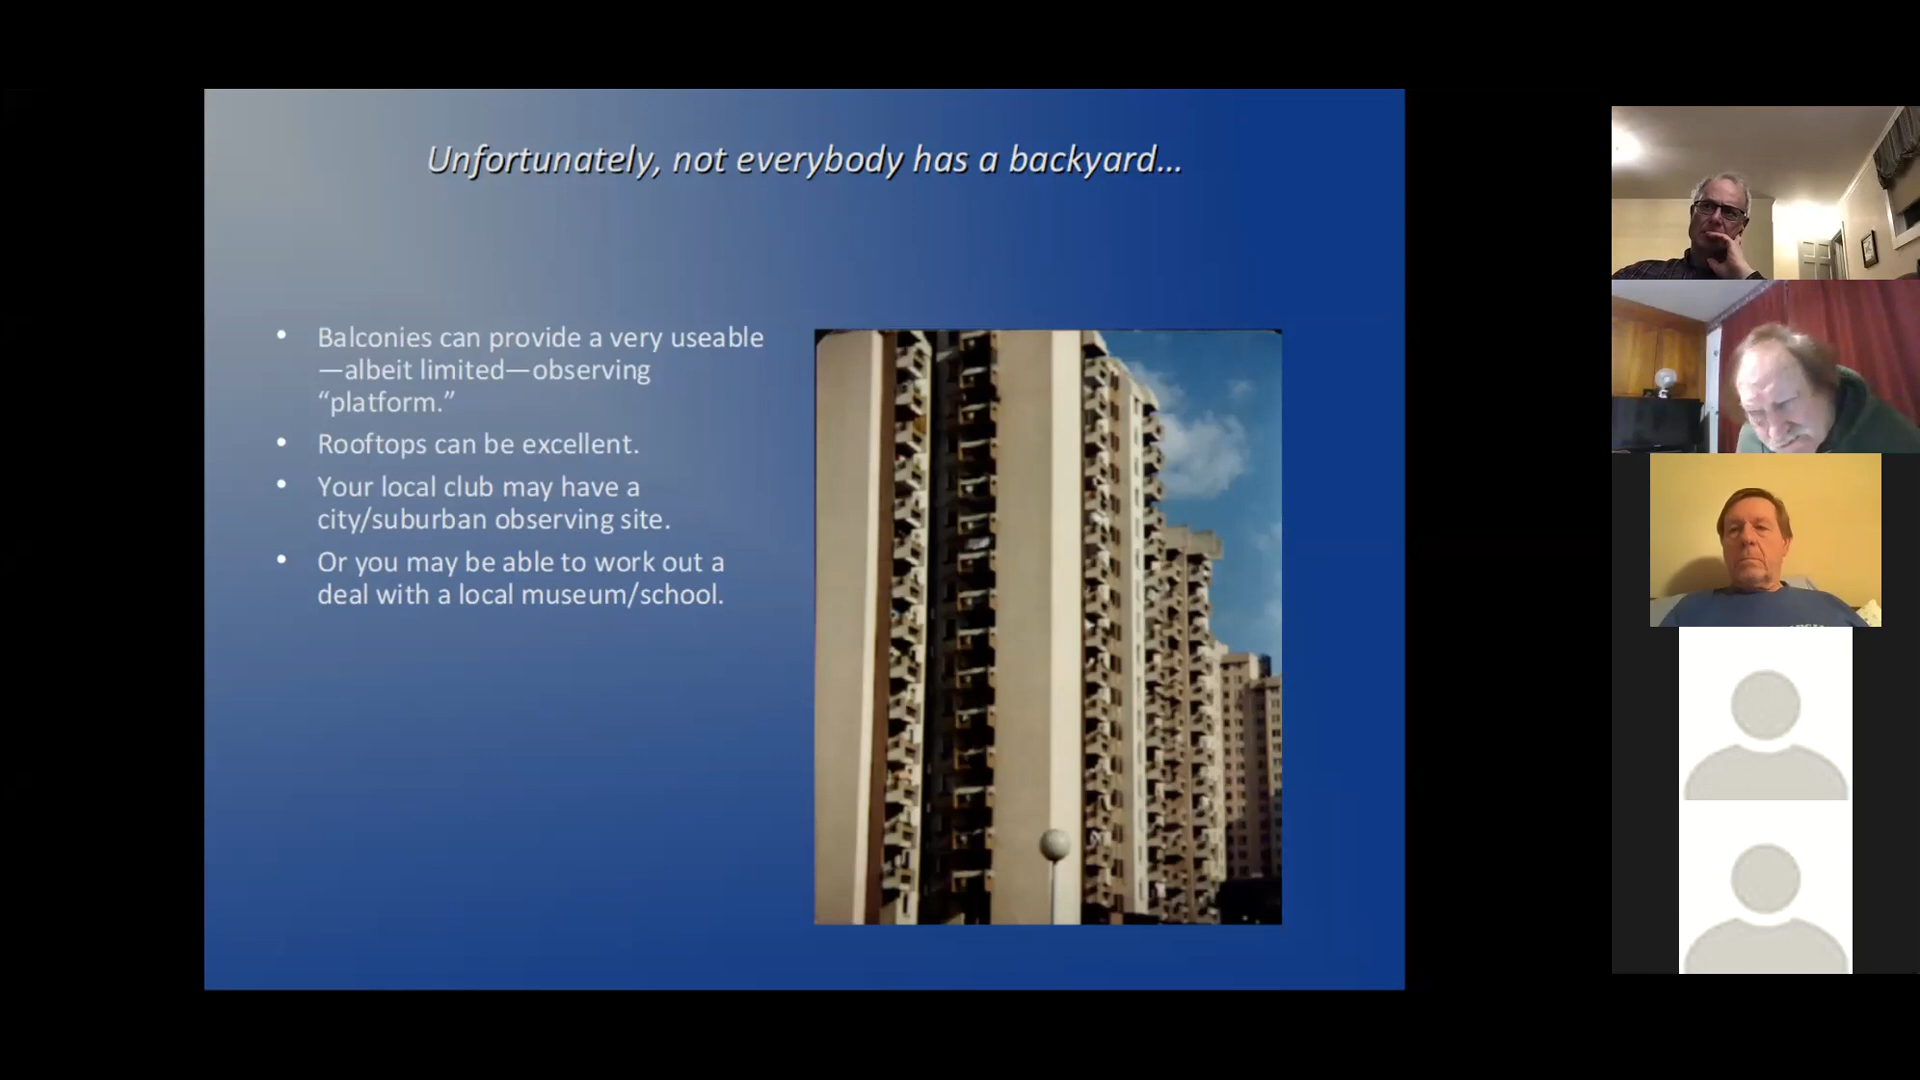 Unfortunately, not everybody has a backyard...
• Balconies can provide a very useable
—albeit limited—observing
“platform.”
• Rooftops can be excellent.
• Your local club may have a
city/suburban observing site.
• Or you may be able to work out a
deal with a local museum/school.